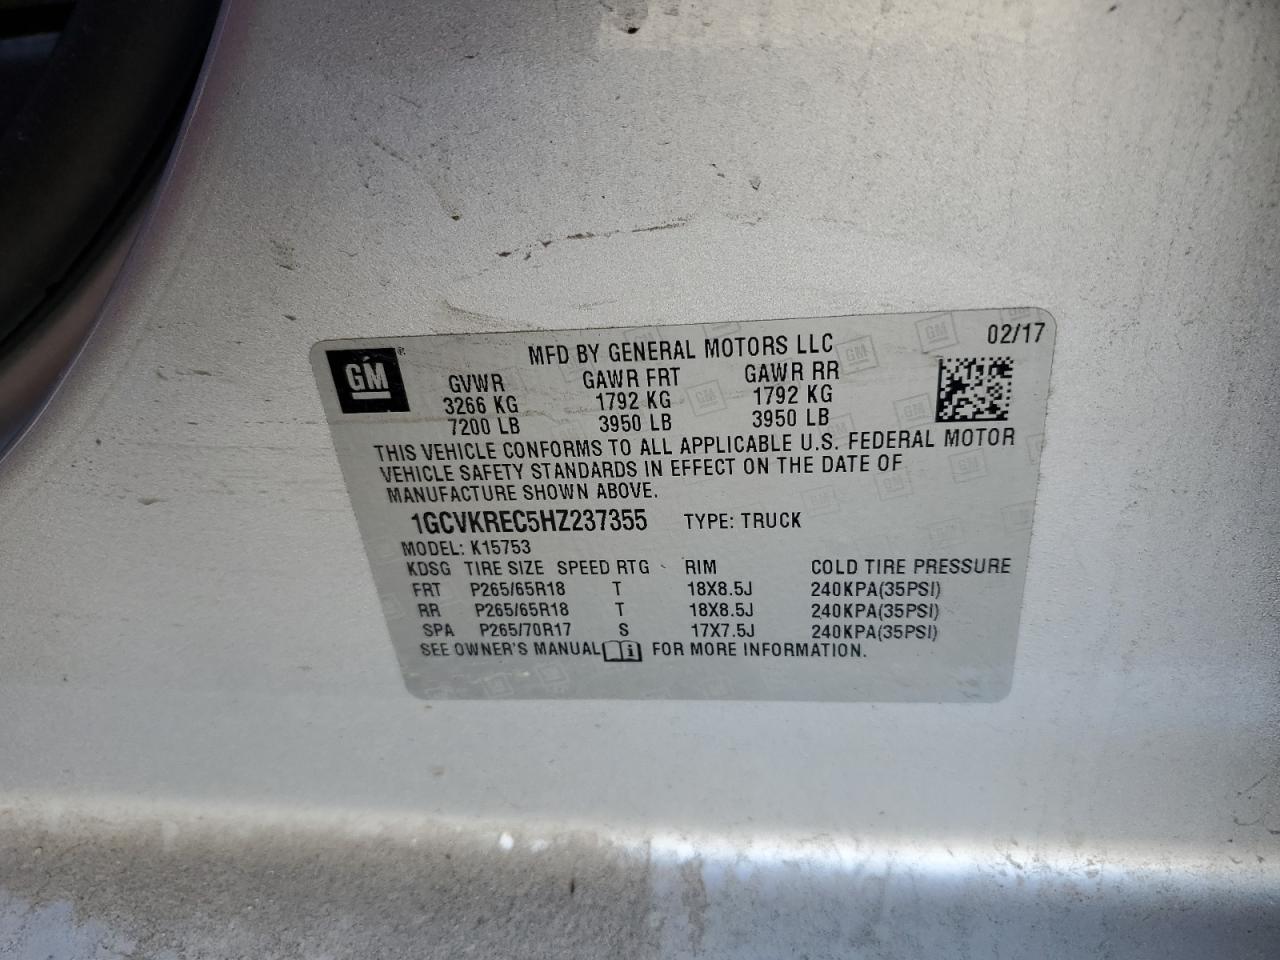 GM
MFD BY GENERAL MOTORS LLC 02/17
GVWR GAWR FRT GAWR RR
3266 KG 1792 KG 1792 KG
7200 LB 3950 LB 3950 LB
THIS VEHICLE CONFORMS TO ALL APPLICABLE U.S. FEDERAL MOTOR
VEHICLE SAFETY STANDARDS IN EFFECT ON THE DATE OF
MANUFACTURE SHOWN ABOVE.
1GCVKREC5HZ237355 TYPE: TRUCK
MODEL: K15753
KDSG TIRE SIZE SPEED RTG RIM COLD TIRE PRESSURE
FRT P265/65R18 T 18X8.5J 240KPA(35PSI)
RR P265/65R18 T 18X8.5J 240KPA(35PSI)
SPA P265/70R17 S 17X7.5J 240KPA(35PSI)
SEE OWNER'S MANUAL i FOR MORE INFORMATION.